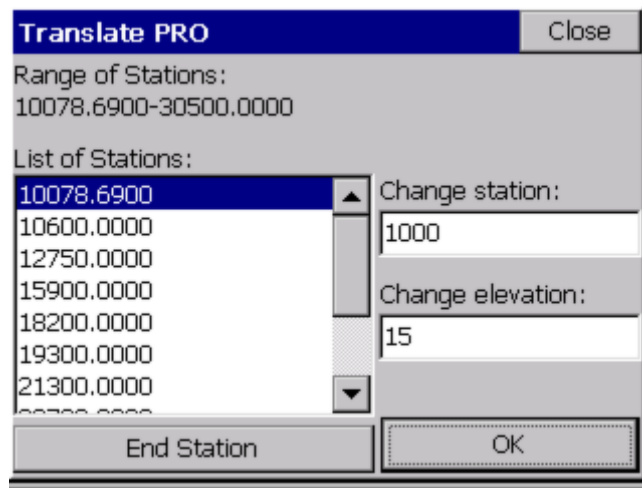 Translate PRO
Close
Range of Stations:
10078.6900-30500.0000
List of Stations:
10078.6900
10600.0000
12750.0000
15900.0000
18200.0000
19300.0000
21300.0000
Change station:
1000
Change elevation:
15
End Station
OK